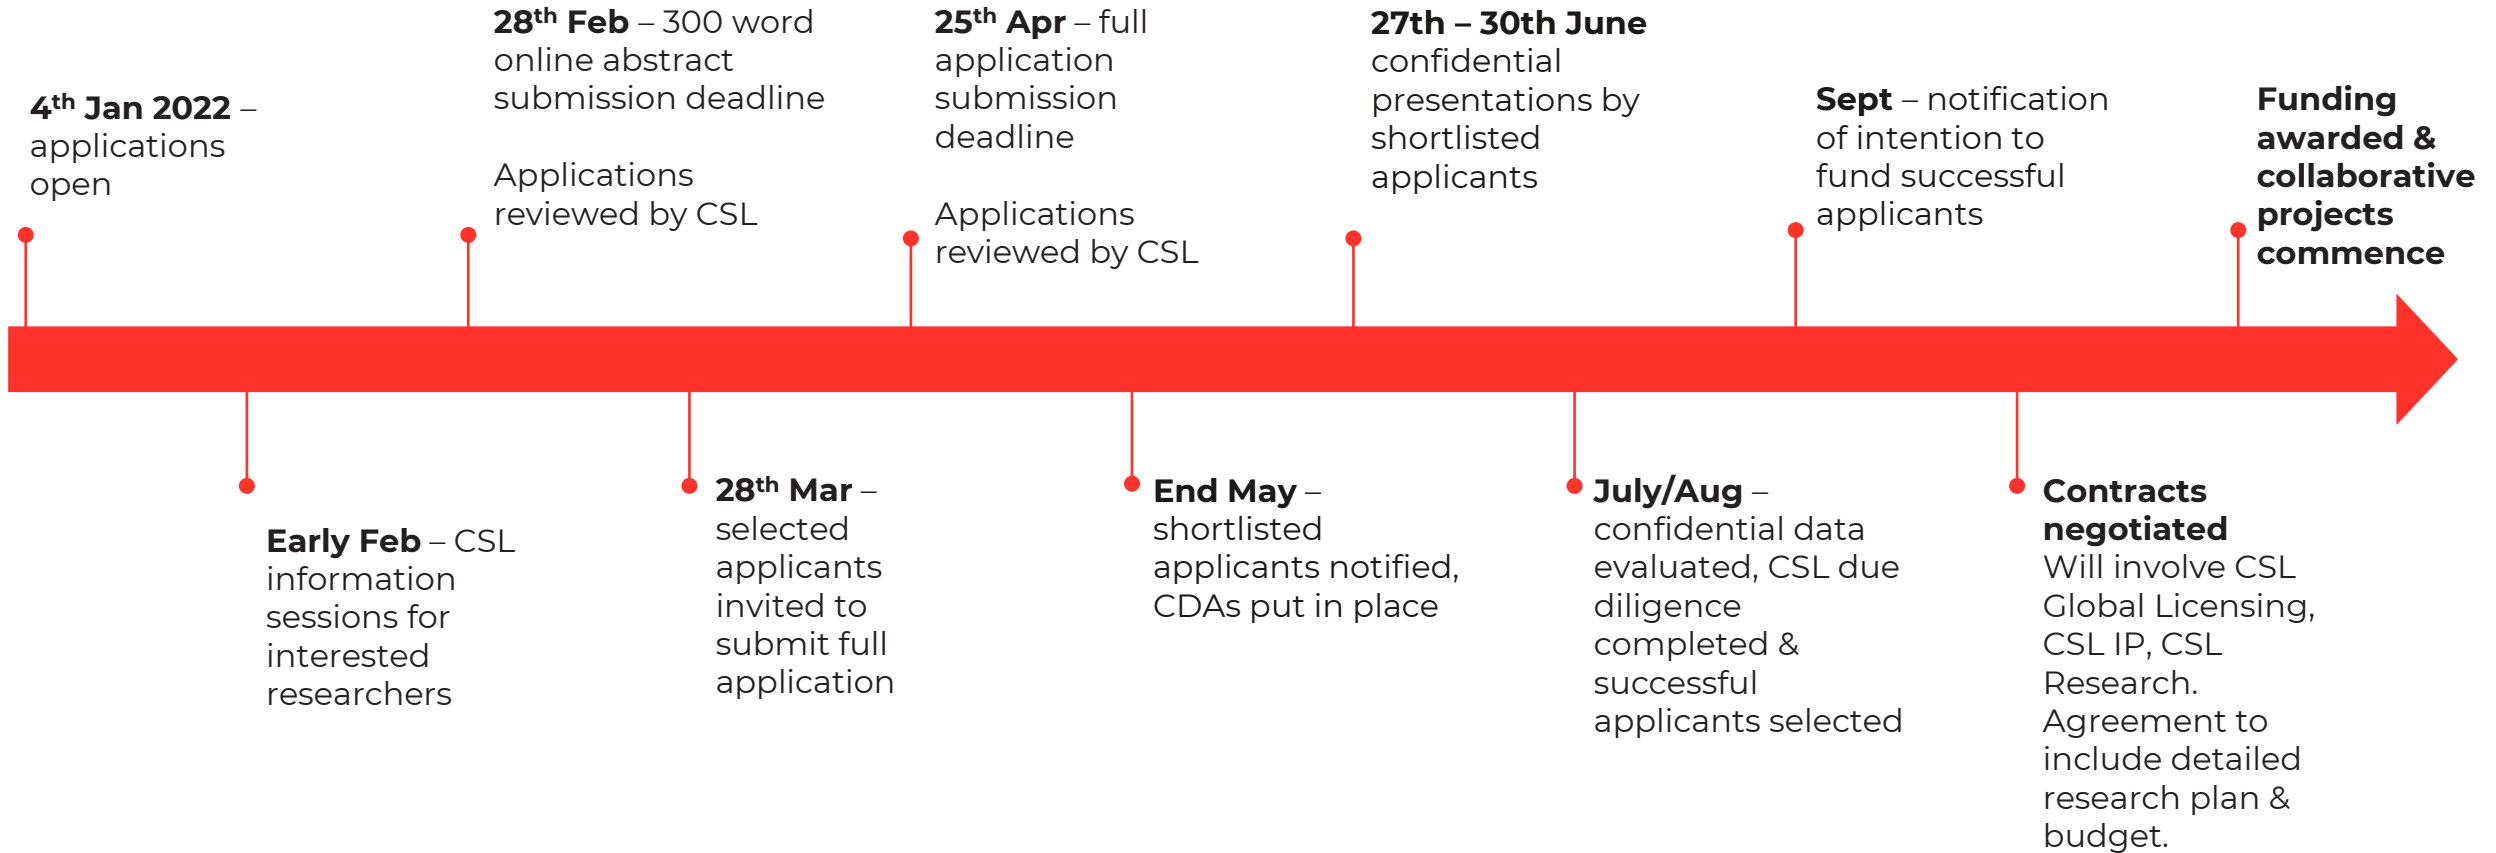 4th Jan 2022 –
applications
open
Early Feb – CSL
information
sessions for
interested
researchers
28th Feb – 300 word
online abstract
submission deadline
Applications
reviewed by CSL
28th Mar –
selected
applicants
invited to
submit full
application
25th Apr – full
application
submission
deadline
Applications
reviewed by CSL
End May –
shortlisted
applicants notified,
CDAs put in place
27th – 30th June
confidential
presentations by
shortlisted
applicants
July/Aug –
confidential data
evaluated, CSL due
diligence
completed &
successful
applicants selected
Sept – notification
of intention to
fund successful
applicants
Contracts
negotiated
Will involve CSL
Global Licensing,
CSL IP, CSL
Research.
Agreement to
include detailed
research plan &
budget.
Funding
awarded &
collaborative
projects
commence